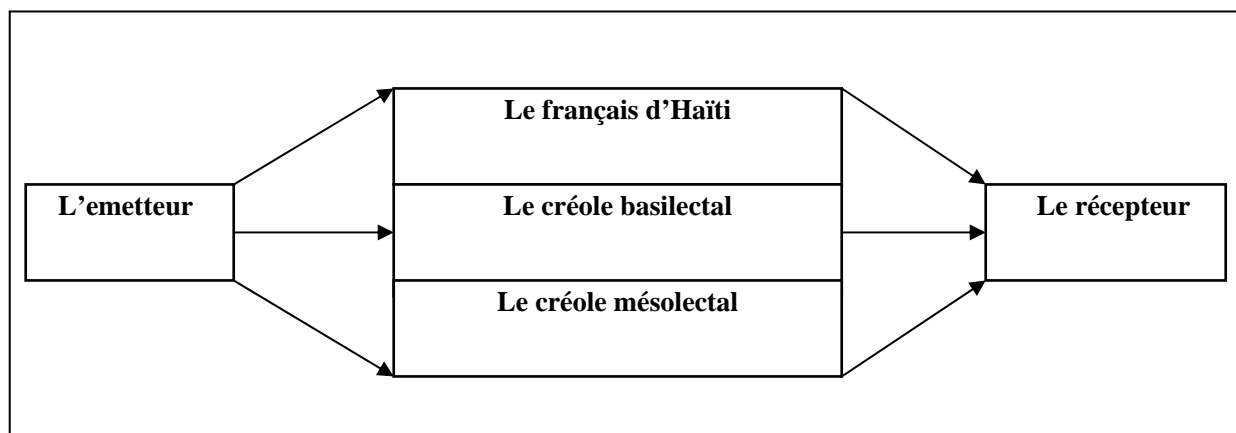 Le français d'Haïti
L'emetteur
Le créole basilectal
Le récepteur
Le créole mésolectal